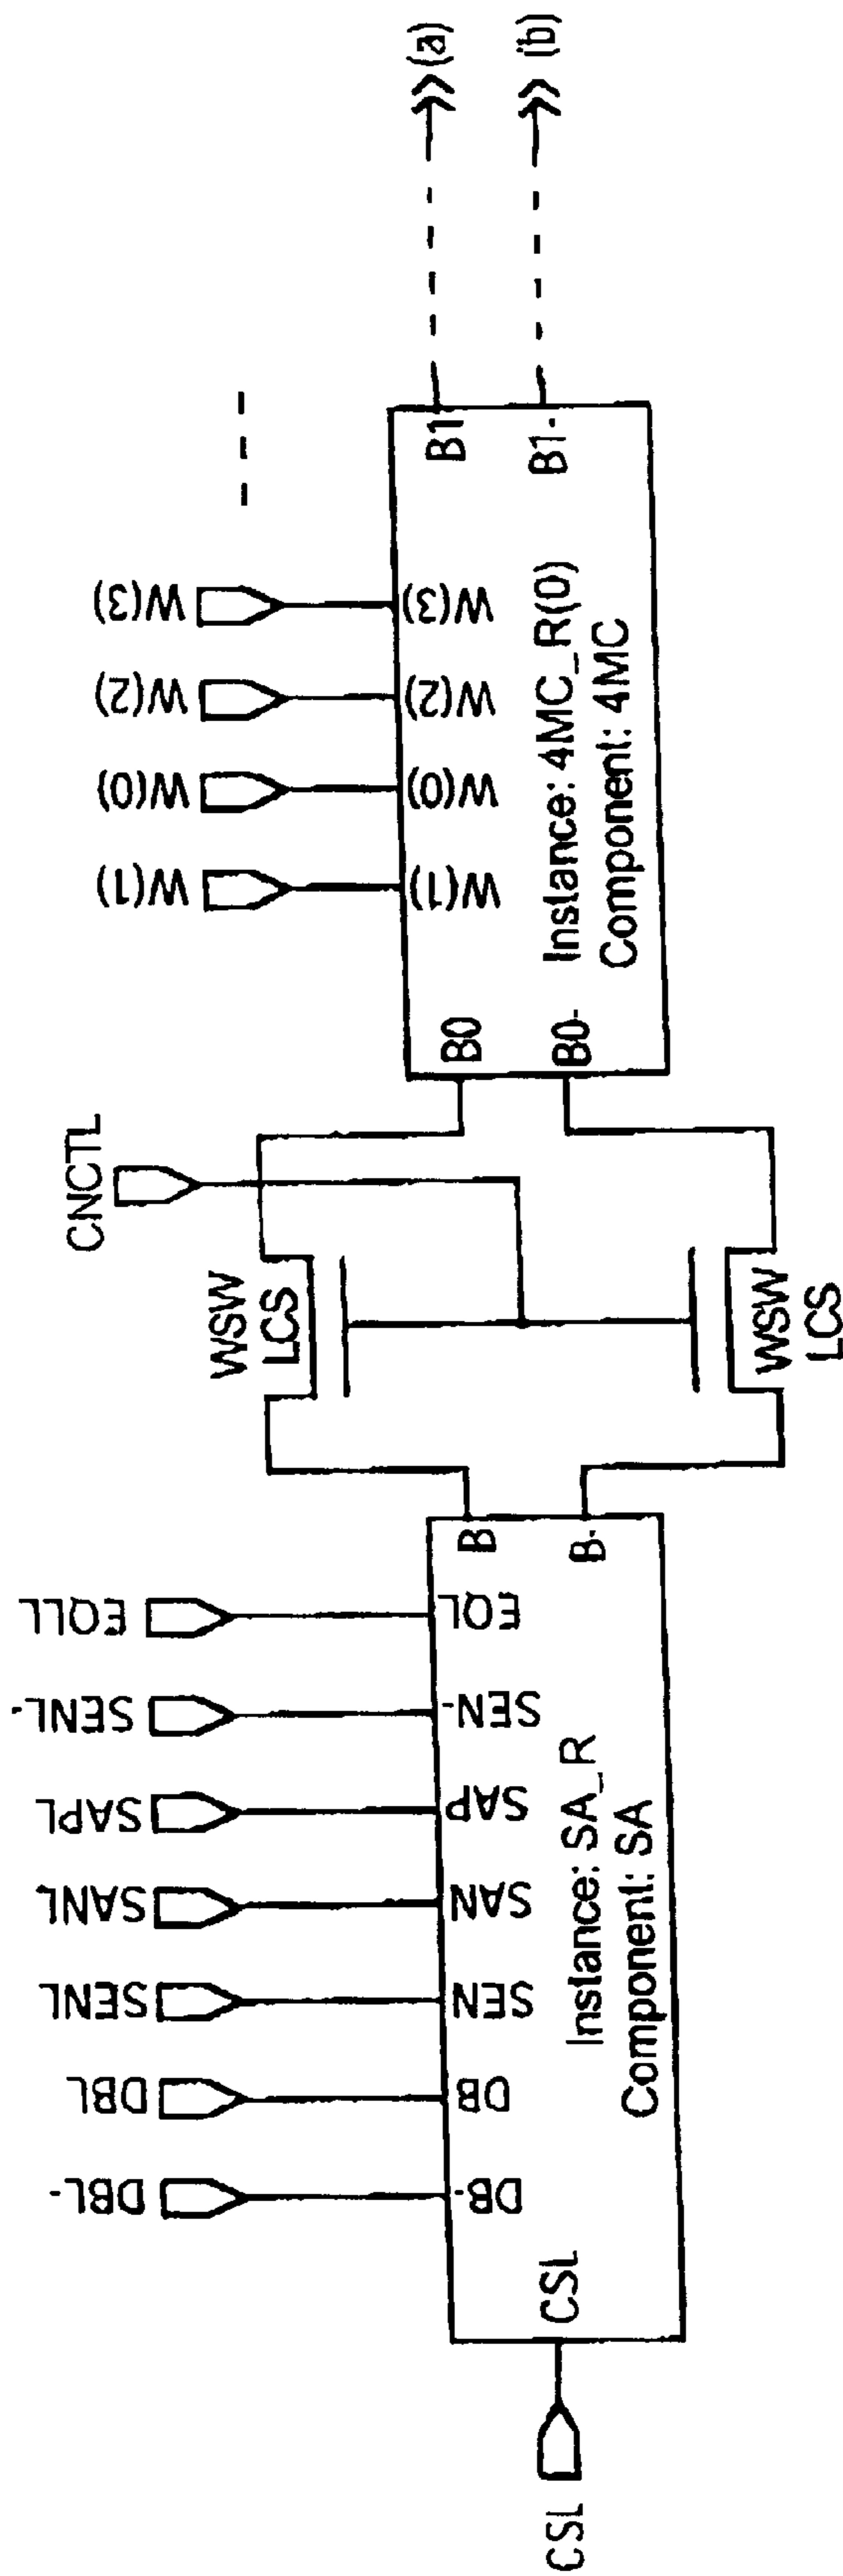 CSL
CSL
DBL-
DBL
SENL
SANL
SAPL
SENL-
EQLL
DB-
DB
SEN
SAN
SAP
SEN-
EQL
Instance: SA_R
Component: SA
B
B-
WSW
LCS
WSW
LCS
CNCTL
B0
B0-
W(1)
W(0)
W(2)
W(3)
W(1)
W(0)
W(2)
W(3)
Instance: 4MC_R(0)
Component: 4MC
B1
B1-
(a)
(b)